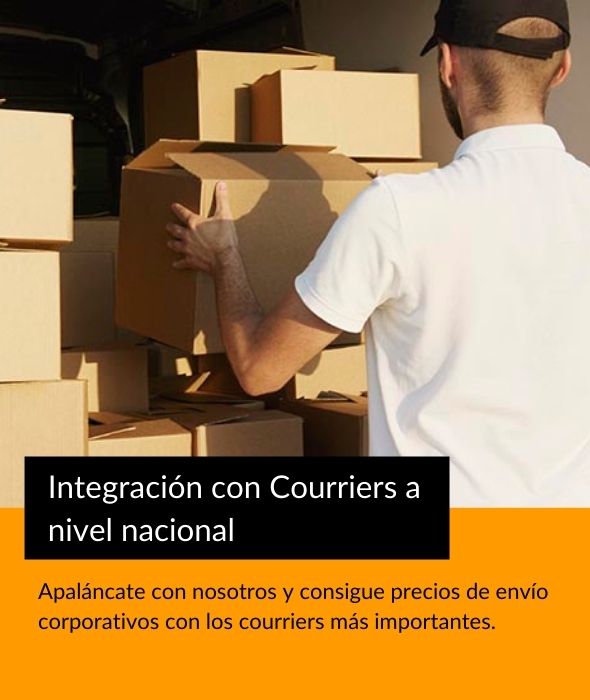 Integración con Courriers a
nivel nacional
Apaláncate con nosotros y consigue precios de envío
corporativos con los courriers más importantes.